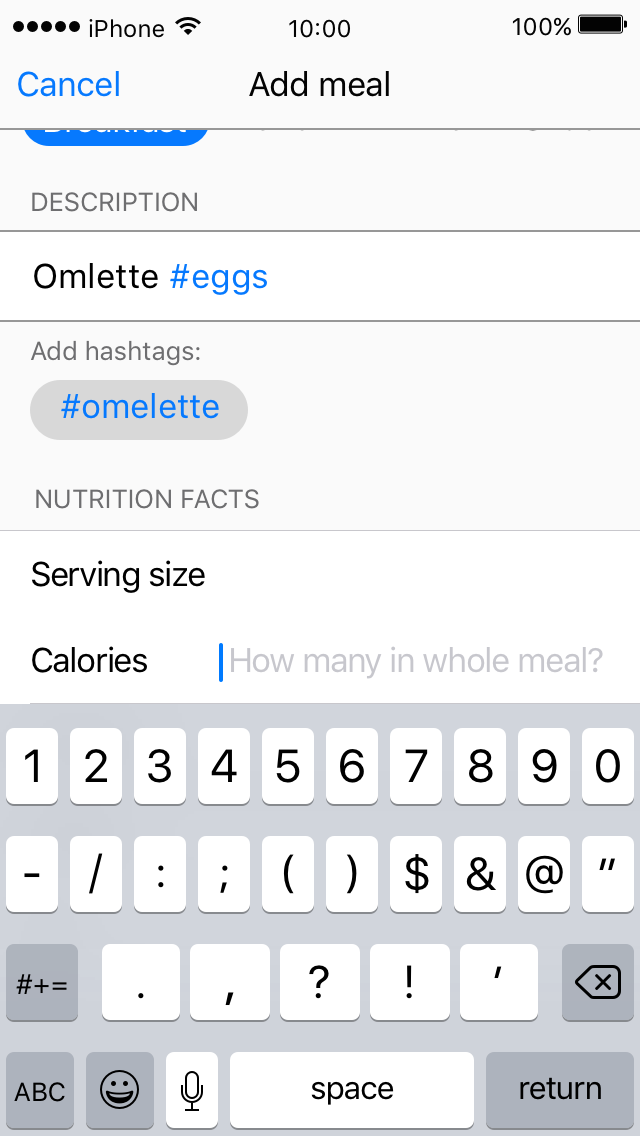 iPhone 10:00 100%
Cancel Add meal
Breakfast
DESCRIPTION
Omlette #eggs
Add hashtags:
#omelette
NUTRITION FACTS
Serving size
Calories How many in whole meal?
1 2 3 4 5 6 7 8 9 0
- / : ; ( ) $ & @ "
#+= . , ? ! ’
ABC space return